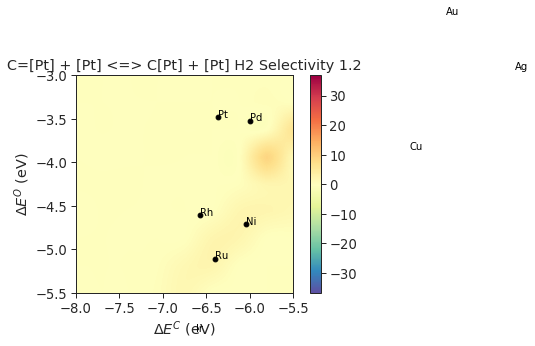 Au
C=[Pt] + [Pt] <=> C[Pt] + [Pt] H2 Selectivity 1.2
Ag
Cu
−3.0
−3.5
−4.0
−4.5
−5.0
−5.5
ΔE^O (eV)
Pt
Pd
Rh
Ni
Ru
−8.0 −7.5 −7.0 −6.5 −6.0 −5.5
ΔE^C (eV)
30
20
10
0
−10
−20
−30